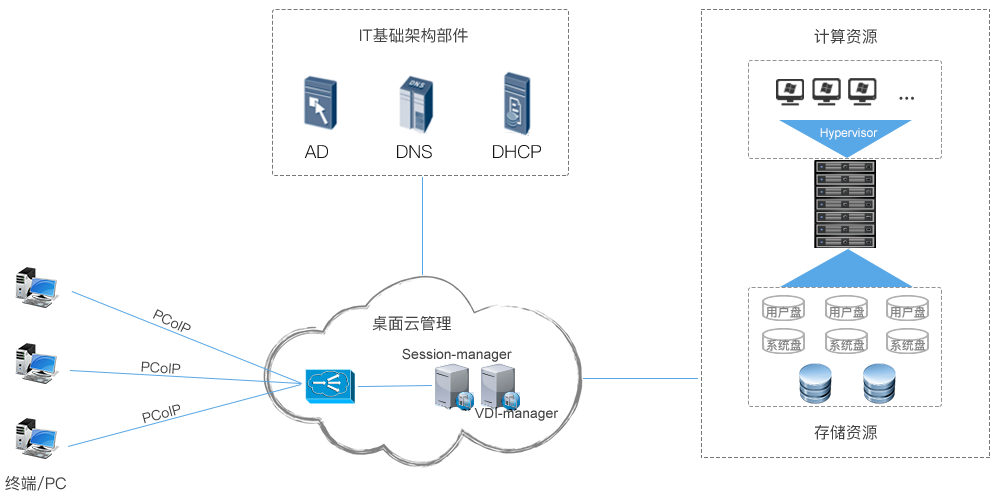 IT基础架构部件
DNS
AD
DNS
DHCP
计算资源
...
Hypervisor
用户盘
用户盘
用户盘
系统盘
系统盘
系统盘
存储资源
桌面云管理
Session-manager
VDI-manager
PCoIP
PCoIP
PCoIP
终端/PC